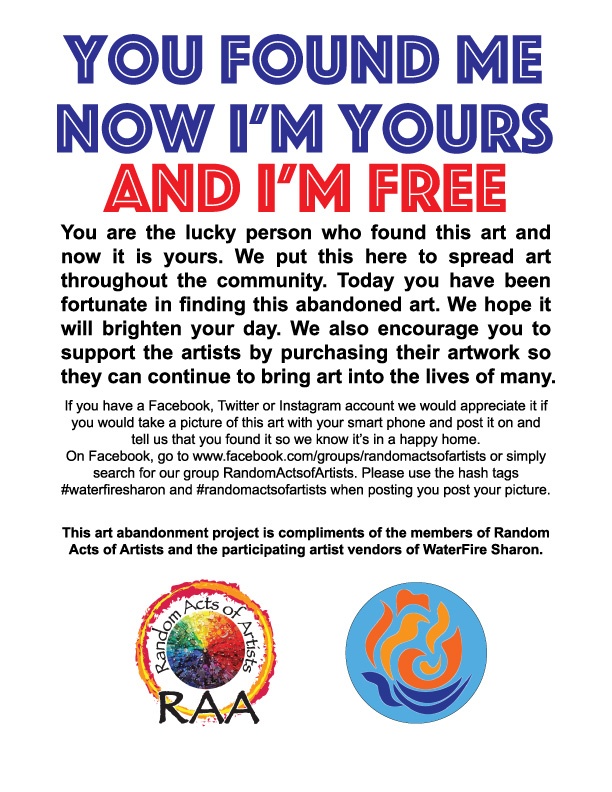 YOU FOUND ME
NOW I'M YOURS
AND I'M FREE
You are the lucky person who found this art and
now it is yours. We put this here to spread art
throughout the community. Today you have been
fortunate in finding this abandoned art. We hope it
will brighten your day. We also encourage you to
support the artists by purchasing their artwork so
they can continue to bring art into the lives of many.
If you have a Facebook, Twitter or Instagram account we would appreciate it if
you would take a picture of this art with your smart phone and post it on and
tell us that you found it so we know it's in a happy home.
On Facebook, go to www.facebook.com/groups/randomactsofartists or simply
search for our group RandomActsofArtists. Please use the hash tags
#waterfiresharon and #randomactsofartists when posting you post your picture.
This art abandonment project is compliments of the members of Random
Acts of Artists and the participating artist vendors of WaterFire Sharon.
Random Acts of Artists
RAA